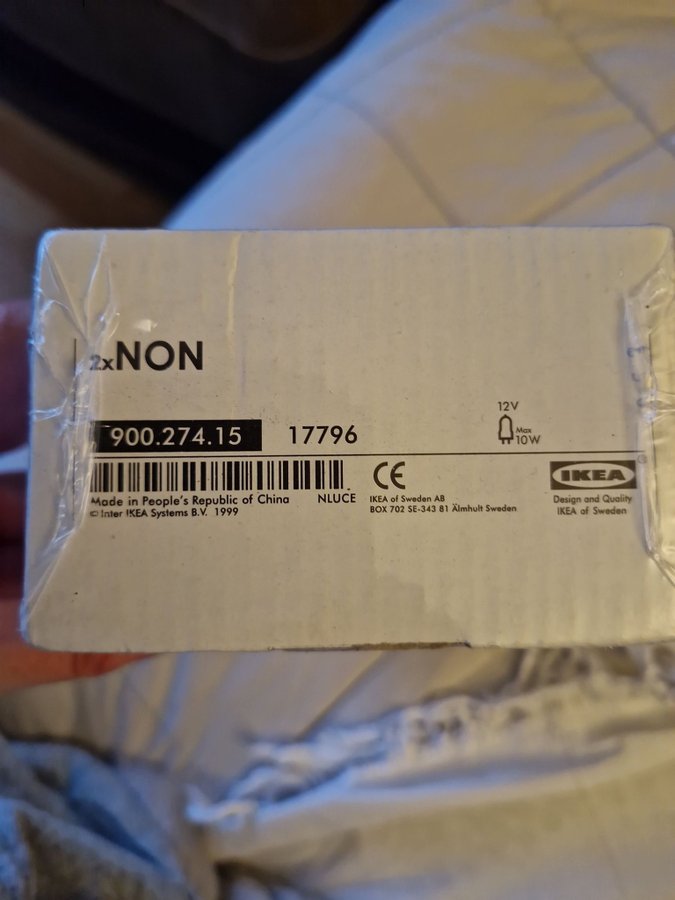 2xNON
12V
Max
10W
900.274.15 17796
CE
IKEA
Made in People's Republic of China NLUCE
© Inter IKEA Systems B.V. 1999
IKEA of Sweden AB
BOX 702 SE-343 81 Älmhult Sweden
Design and Quality
IKEA of Sweden